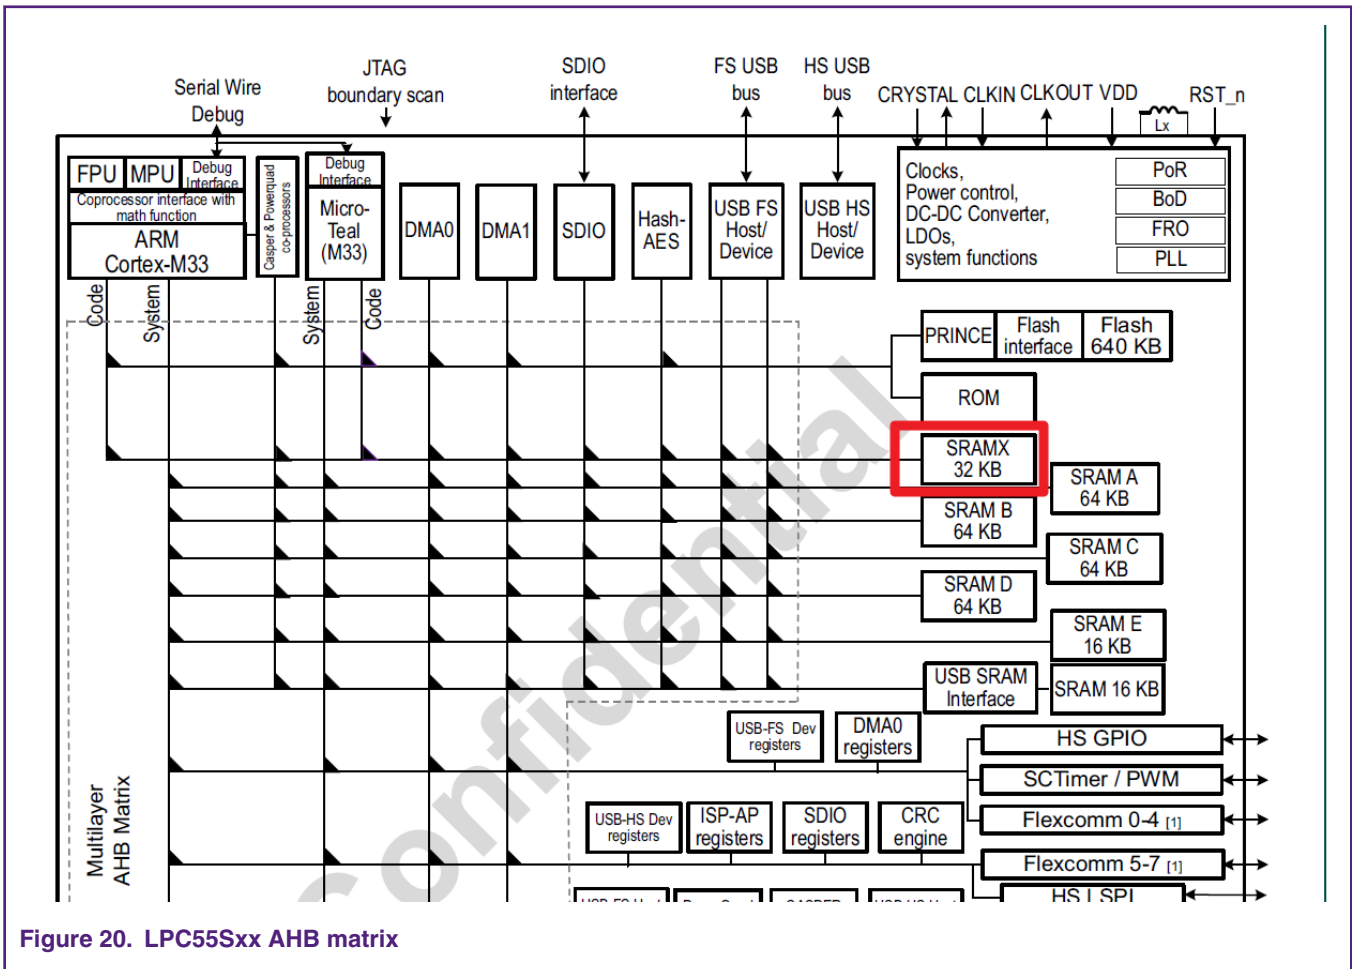 Serial Wire
Debug
JTAG
boundary scan
SDIO
interface
FS USB
bus
HS USB
bus
CRYSTAL CLKIN CLKOUT VDD
Lx
RST_n
FPU
MPU
Debug
Interface
Coprocessor interface with
math function
ARM
Cortex-M33
Casper & Powerquad
co-processors
Debug
Interface
Micro-
Teal
(M33)
DMA0
DMA1
SDIO
Hash-
AES
USB FS
Host/
Device
USB HS
Host/
Device
Clocks,
Power control,
DC-DC Converter,
LDOs,
system functions
PoR
BoD
FRO
PLL
Code
System
System
Code
PRINCE
Flash
interface
Flash
640 KB
ROM
SRAMX
32 KB
SRAM A
64 KB
SRAM B
64 KB
SRAM C
64 KB
SRAM D
64 KB
SRAM E
16 KB
USB SRAM
Interface
SRAM 16 KB
USB-FS Dev
registers
DMA0
registers
HS GPIO
SCTimer / PWM
Flexcomm 0-4 [1]
Multilayer
AHB Matrix
USB-HS Dev
registers
ISP-AP
registers
SDIO
registers
CRC
engine
Flexcomm 5-7 [1]
HS LSPI
Confidential
Figure 20. LPC55Sxx AHB matrix